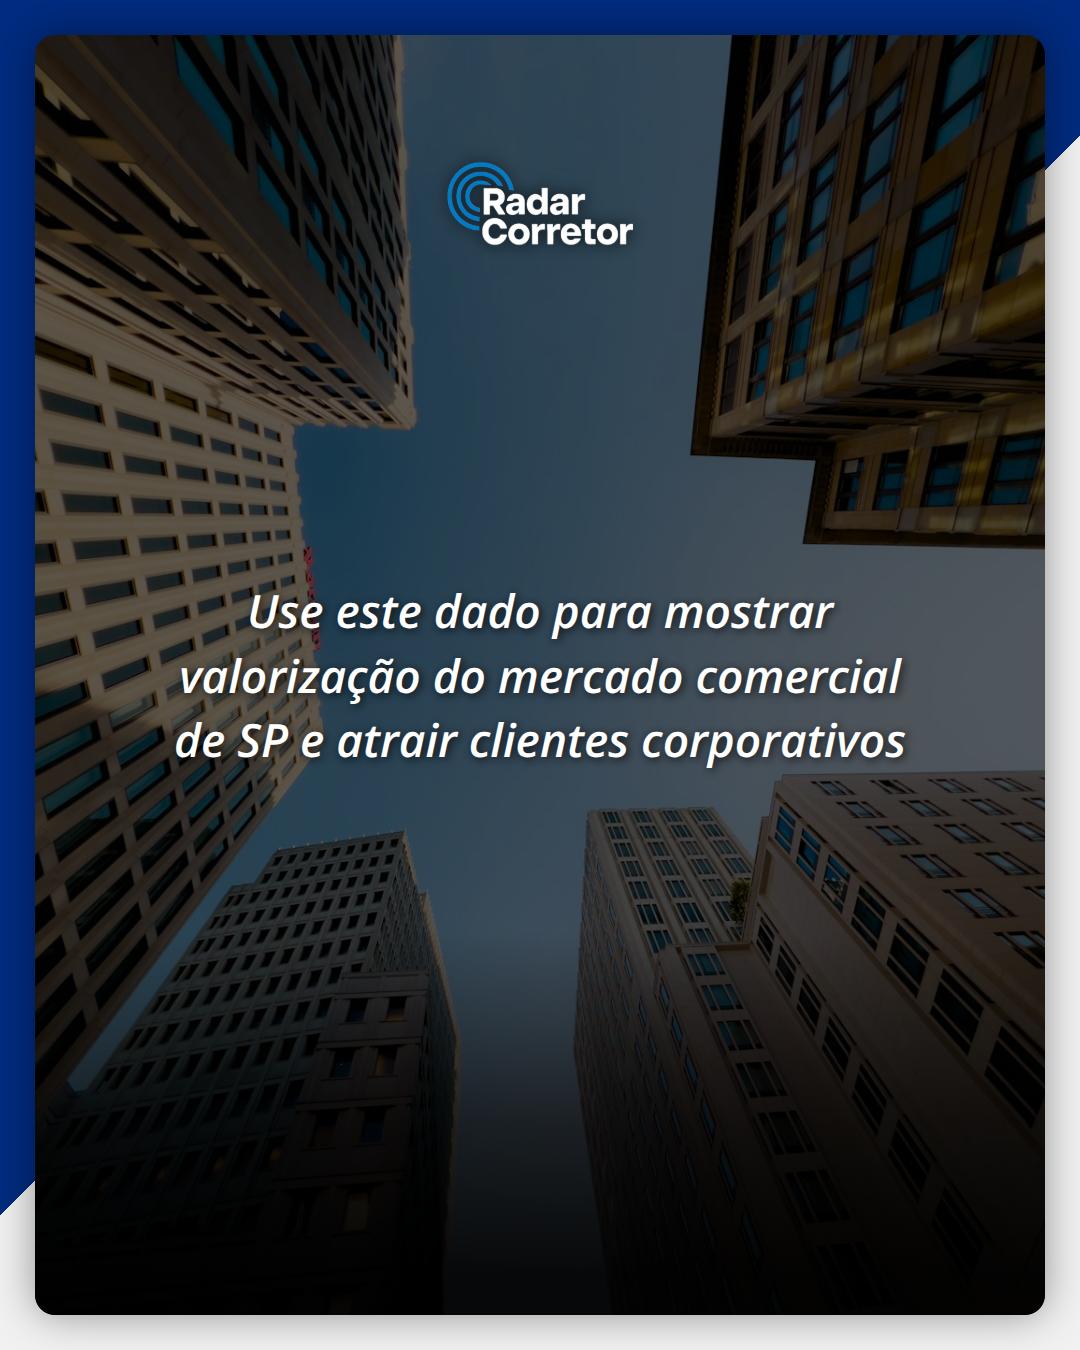 Radar
Corretor
Use este dado para mostrar
valorização do mercado comercial
de SP e atrair clientes corporativos